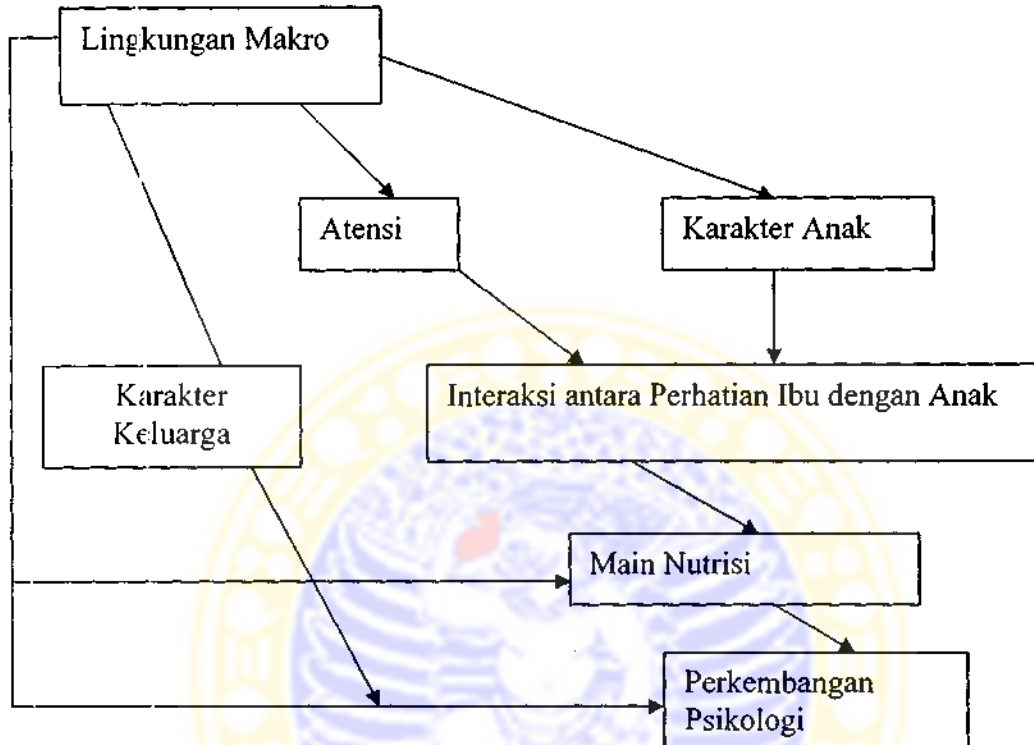 Lingkungan Makro
Atensi
Karakter Anak
Karakter
Keluarga
Interaksi antara Perhatian Ibu dengan Anak
Main Nutrisi
Perkembangan
Psikologi